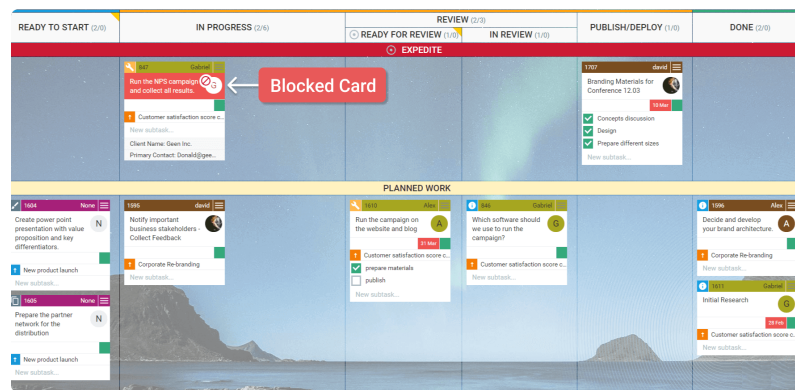 READY TO START (2/0)
IN PROGRESS (2/6)
REVIEW (2/3)
READY FOR REVIEW (1/0)
IN REVIEW (1/0)
PUBLISH/DEPLOY (1/0)
DONE (2/0)
EXPEDITE
847 Gabriel
Run the NPS campaign
and collect all results.
G
Customer satisfaction score c...
New subtask...
Client Name: Geen Inc.
Primary Contact: Donald@gee...
Blocked Card
1707 david
Branding Materials for
Conference 12.03
10 Mar
Concepts discussion
Design
Prepare different sizes
New subtask...
PLANNED WORK
1604 None
Create power point
presentation with value
proposition and key
differentiators.
N
New product launch
New subtask...
1605 None
Prepare the partner
network for the
distribution
N
New product launch
New subtask...
1595 david
Notify important
business stakeholders -
Collect Feedback
Corporate Re-branding
New subtask...
1610 Alex
Run the campaign on
the website and blog
A
31 Mar
Customer satisfaction score c...
prepare materials
publish
New subtask...
846 Gabriel
Which software should
we use to run the
campaign?
G
Customer satisfaction score c...
New subtask...
1596 Alex
Decide and develop
your brand architecture.
A
Corporate Re-branding
New subtask...
1611 Gabriel
Initial Research
G
28 Feb
Customer satisfaction score c.
New subtask...